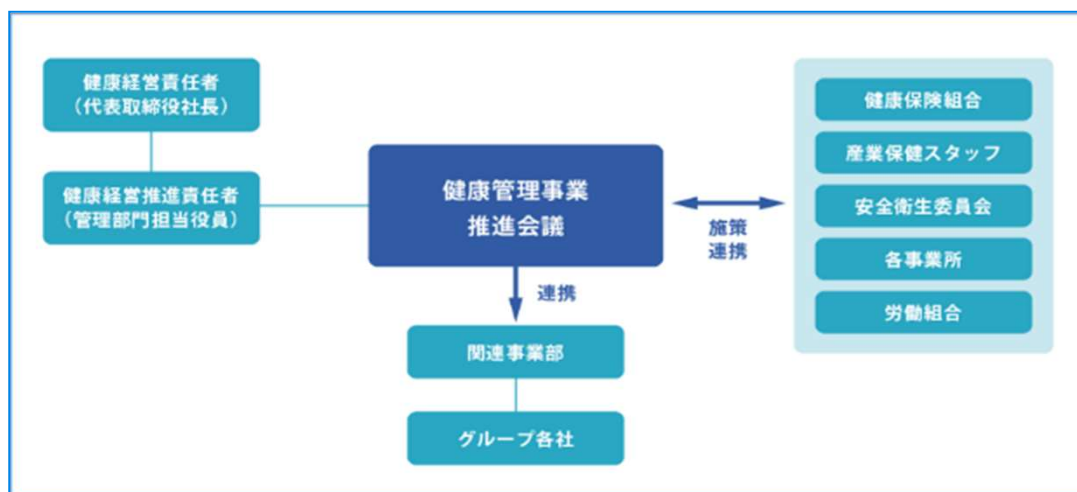 健康経営責任者
（代表取締役社長）
健康経営推進責任者
（管理部門担当役員）
健康管理事業
推進会議
施策
連携
健康保険組合
産業保健スタッフ
安全衛生委員会
各事業所
労働組合
連携
関連事業部
グループ各社